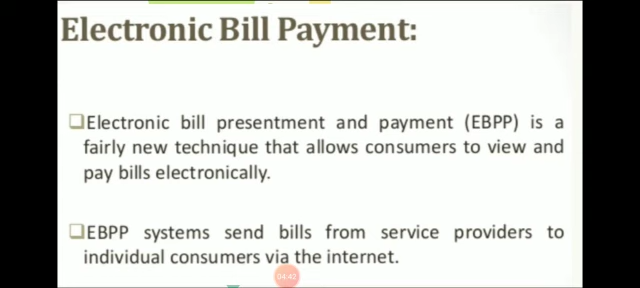 Electronic Bill Payment:
Electronic bill presentment and payment (EBPP) is a
fairly new technique that allows consumers to view and
pay bills electronically.
EBPP systems send bills from service providers to
individual consumers via the internet.
04:42